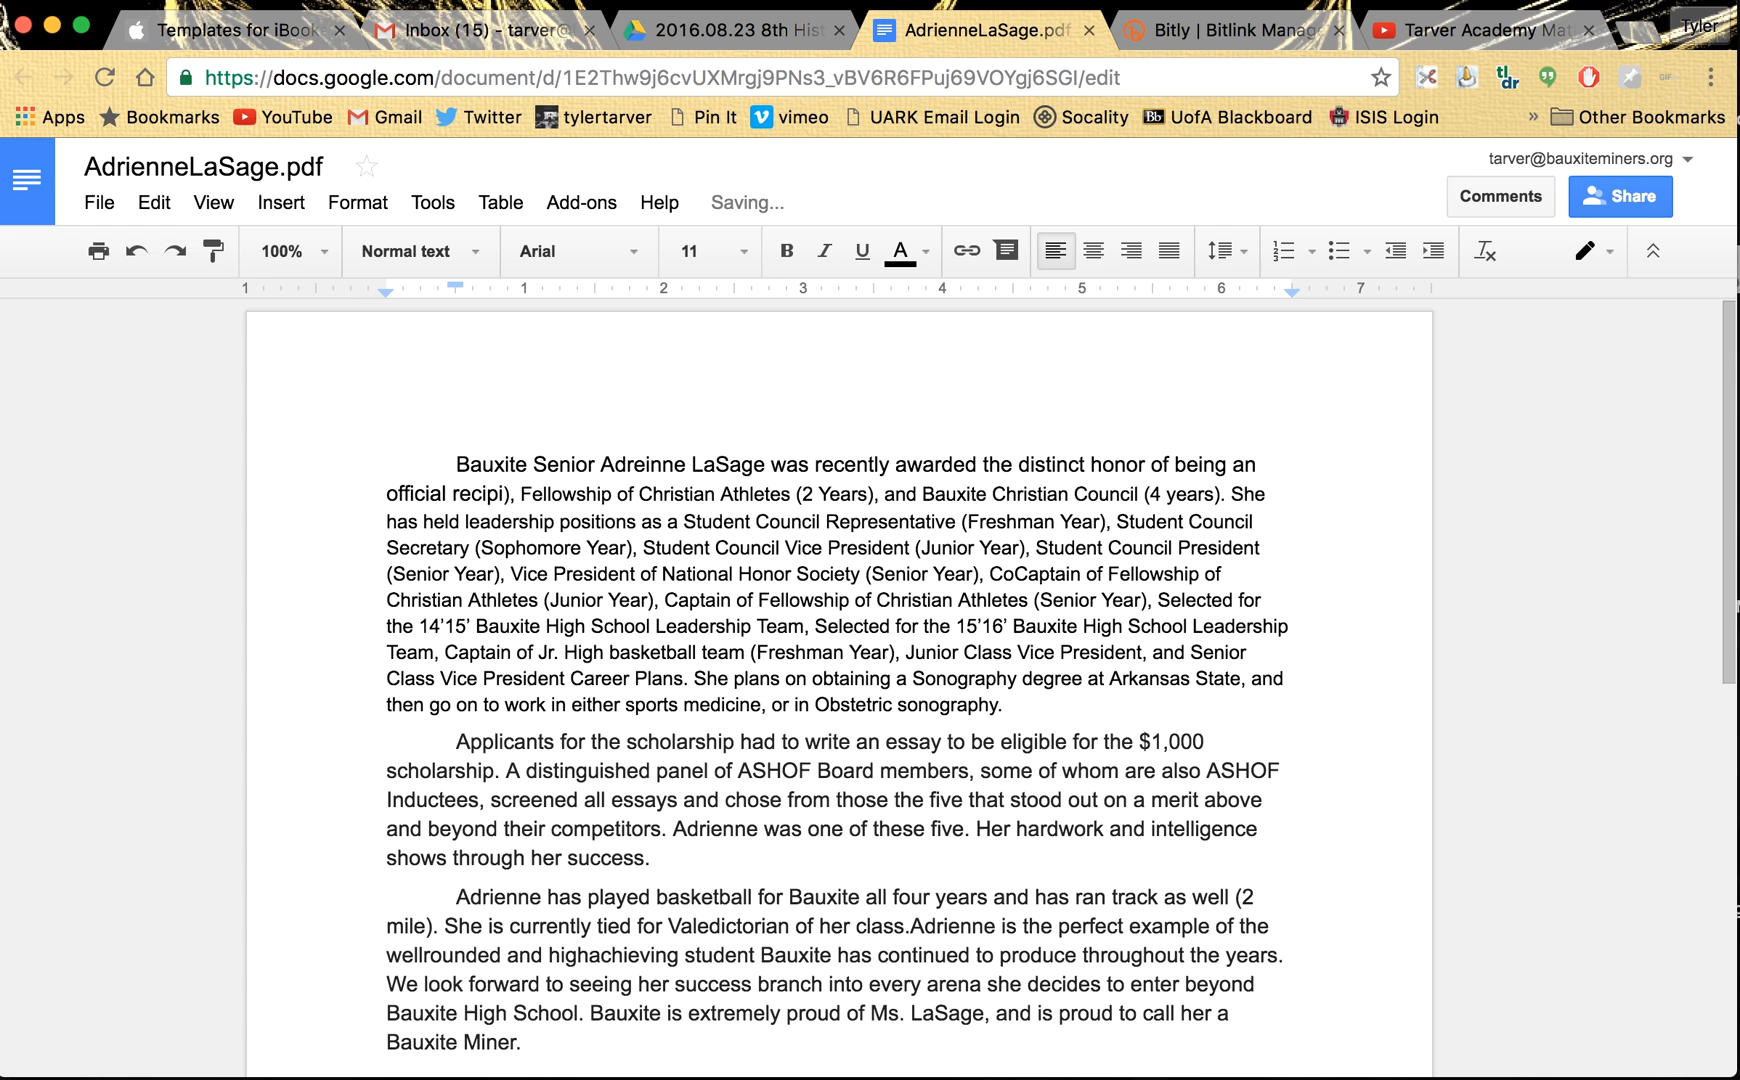 Templates for iBook
Inbox (15) - tarver@
2016.08.23 8th Hist
AdrienneLaSage.pdf
Bitly | Bitlink Manage
Tarver Academy Mat
Tyler
https://docs.google.com/document/d/1E2Thw9j6cvUXMrgj9PNs3_vBV6R6FPuj69VOYgj6SGI/edit
tl;dr
GIF
Apps
Bookmarks
YouTube
Gmail
Twitter
tylertarver
Pin It
vimeo
UARK Email Login
Socality
Bb UofA Blackboard
ISIS Login
»
Other Bookmarks
AdrienneLaSage.pdf
tarver@bauxiteminers.org
File Edit View Insert Format Tools Table Add-ons Help Saving...
Comments
Share
100% Normal text Arial 11 B I U A
1 1 2 3 4 5 6 7
Bauxite Senior Adreinne LaSage was recently awarded the distinct honor of being an
official recipi), Fellowship of Christian Athletes (2 Years), and Bauxite Christian Council (4 years). She
has held leadership positions as a Student Council Representative (Freshman Year), Student Council
Secretary (Sophomore Year), Student Council Vice President (Junior Year), Student Council President
(Senior Year), Vice President of National Honor Society (Senior Year), CoCaptain of Fellowship of
Christian Athletes (Junior Year), Captain of Fellowship of Christian Athletes (Senior Year), Selected for
the 14’15’ Bauxite High School Leadership Team, Selected for the 15’16’ Bauxite High School Leadership
Team, Captain of Jr. High basketball team (Freshman Year), Junior Class Vice President, and Senior
Class Vice President Career Plans. She plans on obtaining a Sonography degree at Arkansas State, and
then go on to work in either sports medicine, or in Obstetric sonography.
Applicants for the scholarship had to write an essay to be eligible for the $1,000
scholarship. A distinguished panel of ASHOF Board members, some of whom are also ASHOF
Inductees, screened all essays and chose from those the five that stood out on a merit above
and beyond their competitors. Adrienne was one of these five. Her hardwork and intelligence
shows through her success.
Adrienne has played basketball for Bauxite all four years and has ran track as well (2
mile). She is currently tied for Valedictorian of her class.Adrienne is the perfect example of the
wellrounded and highachieving student Bauxite has continued to produce throughout the years.
We look forward to seeing her success branch into every arena she decides to enter beyond
Bauxite High School. Bauxite is extremely proud of Ms. LaSage, and is proud to call her a
Bauxite Miner.